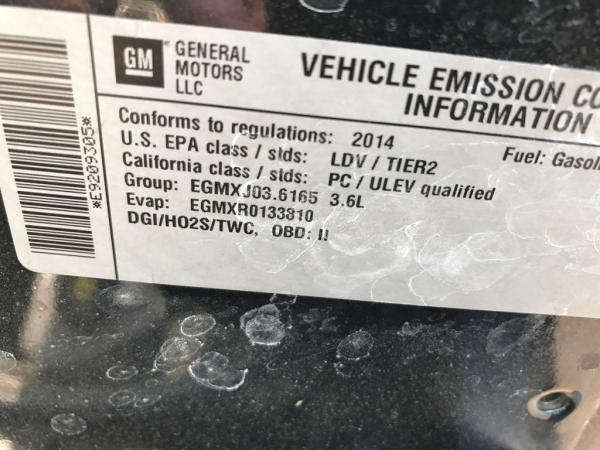 GM
GENERAL
MOTORS
LLC
VEHICLE EMISSION CO
INFORMATION
Conforms to regulations: 2014
U.S. EPA class / stds: LDV / TIER2
Fuel: Gasoli
California class / stds: PC / ULEV qualified
Group: EGMXJ03.6165 3.6L
Evap: EGMXR0133810
DGI/HO2S/TWC, OBD: II
*E9209305*